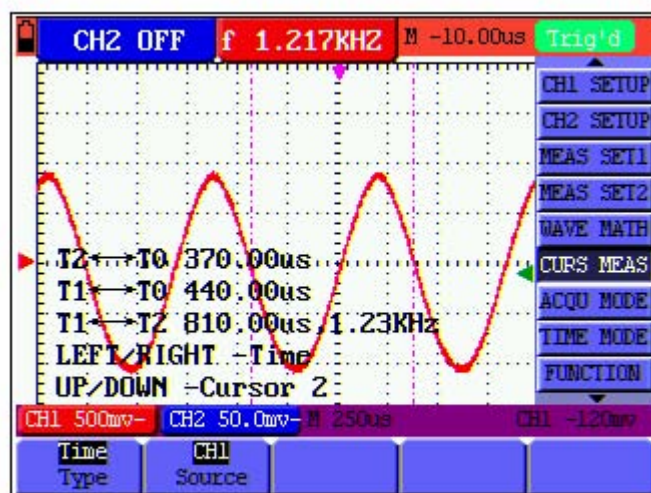 CH2 OFF f 1.217KHZ M -10.00us Trig'd
CH1 SETUP
CH2 SETUP
MEAS SET1
MEAS SET2
WAVE MATH
CURS MEAS
ACQU MODE
TIME MODE
FUNCTION
T2←→T0 370.00us
T1←→T0 440.00us
T1←→T2 810.00us,1.23KHz
LEFT/RIGHT -Time
UP/DOWN -Cursor 2
CH1 500mv- CH2 50.0mv- M 250us CH1 -120mv
Time CH1
Type Source